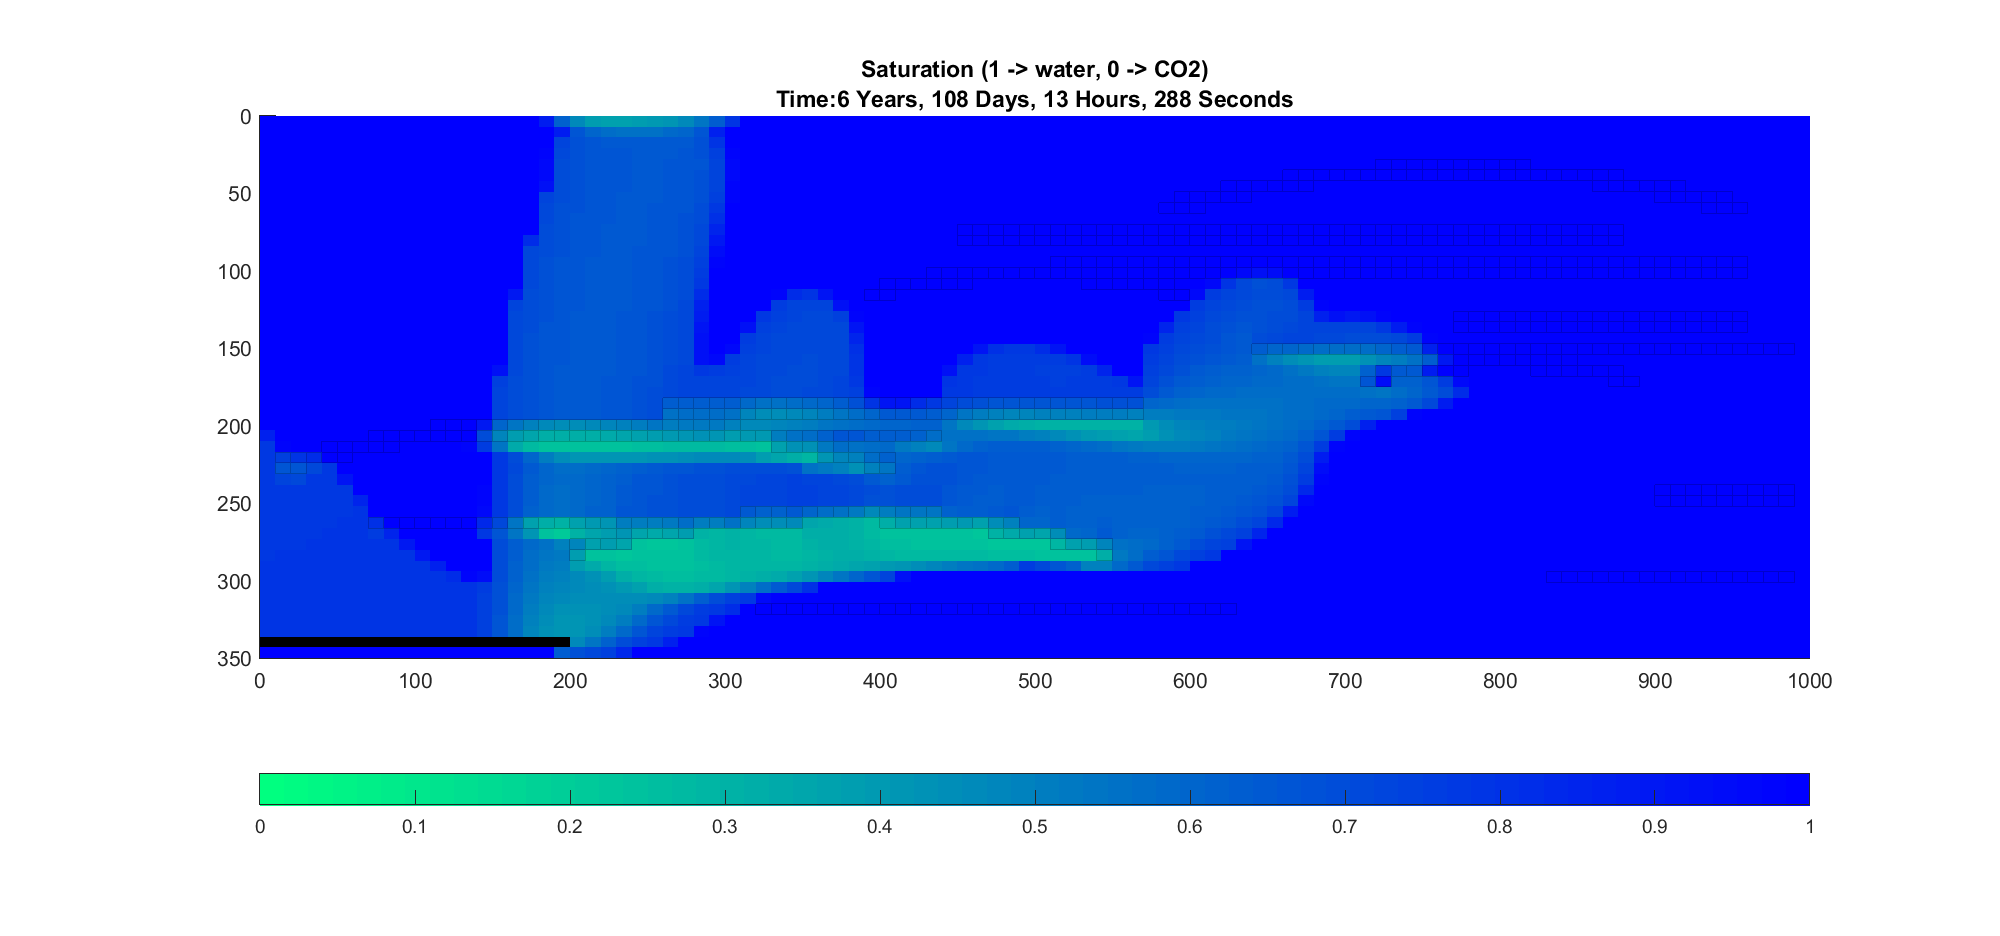 Saturation (1 -> water, 0 -> CO2)
Time:6 Years, 108 Days, 13 Hours, 288 Seconds
0
50
100
150
200
250
300
350
0 100 200 300 400 500 600 700 800 900 1000
0 0.1 0.2 0.3 0.4 0.5 0.6 0.7 0.8 0.9 1